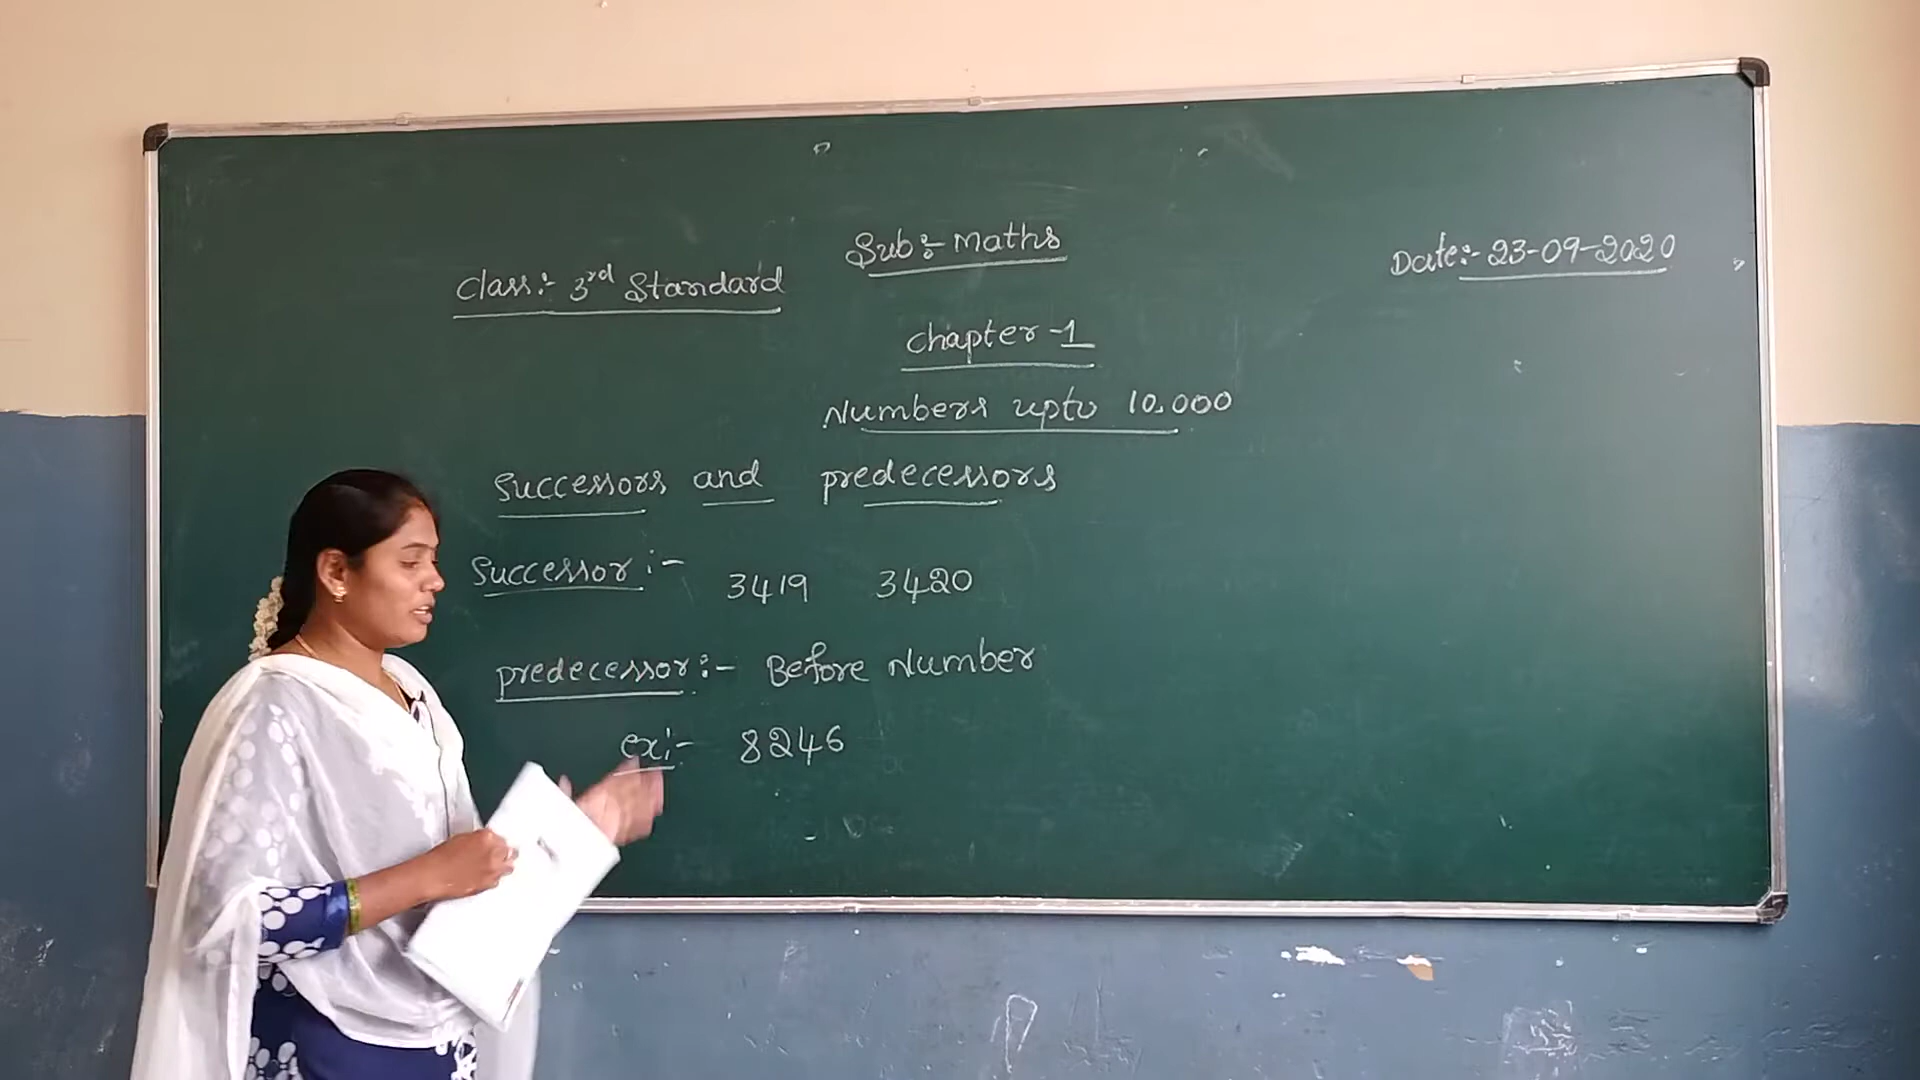 Sub:- Maths
Class:- 3rd Standard
Date:- 23-09-2020
Chapter-1
Numbers upto 10,000
Successors and predecessors
Successor:- 3419 3420
predecessor:- Before Number
ex:- 8246